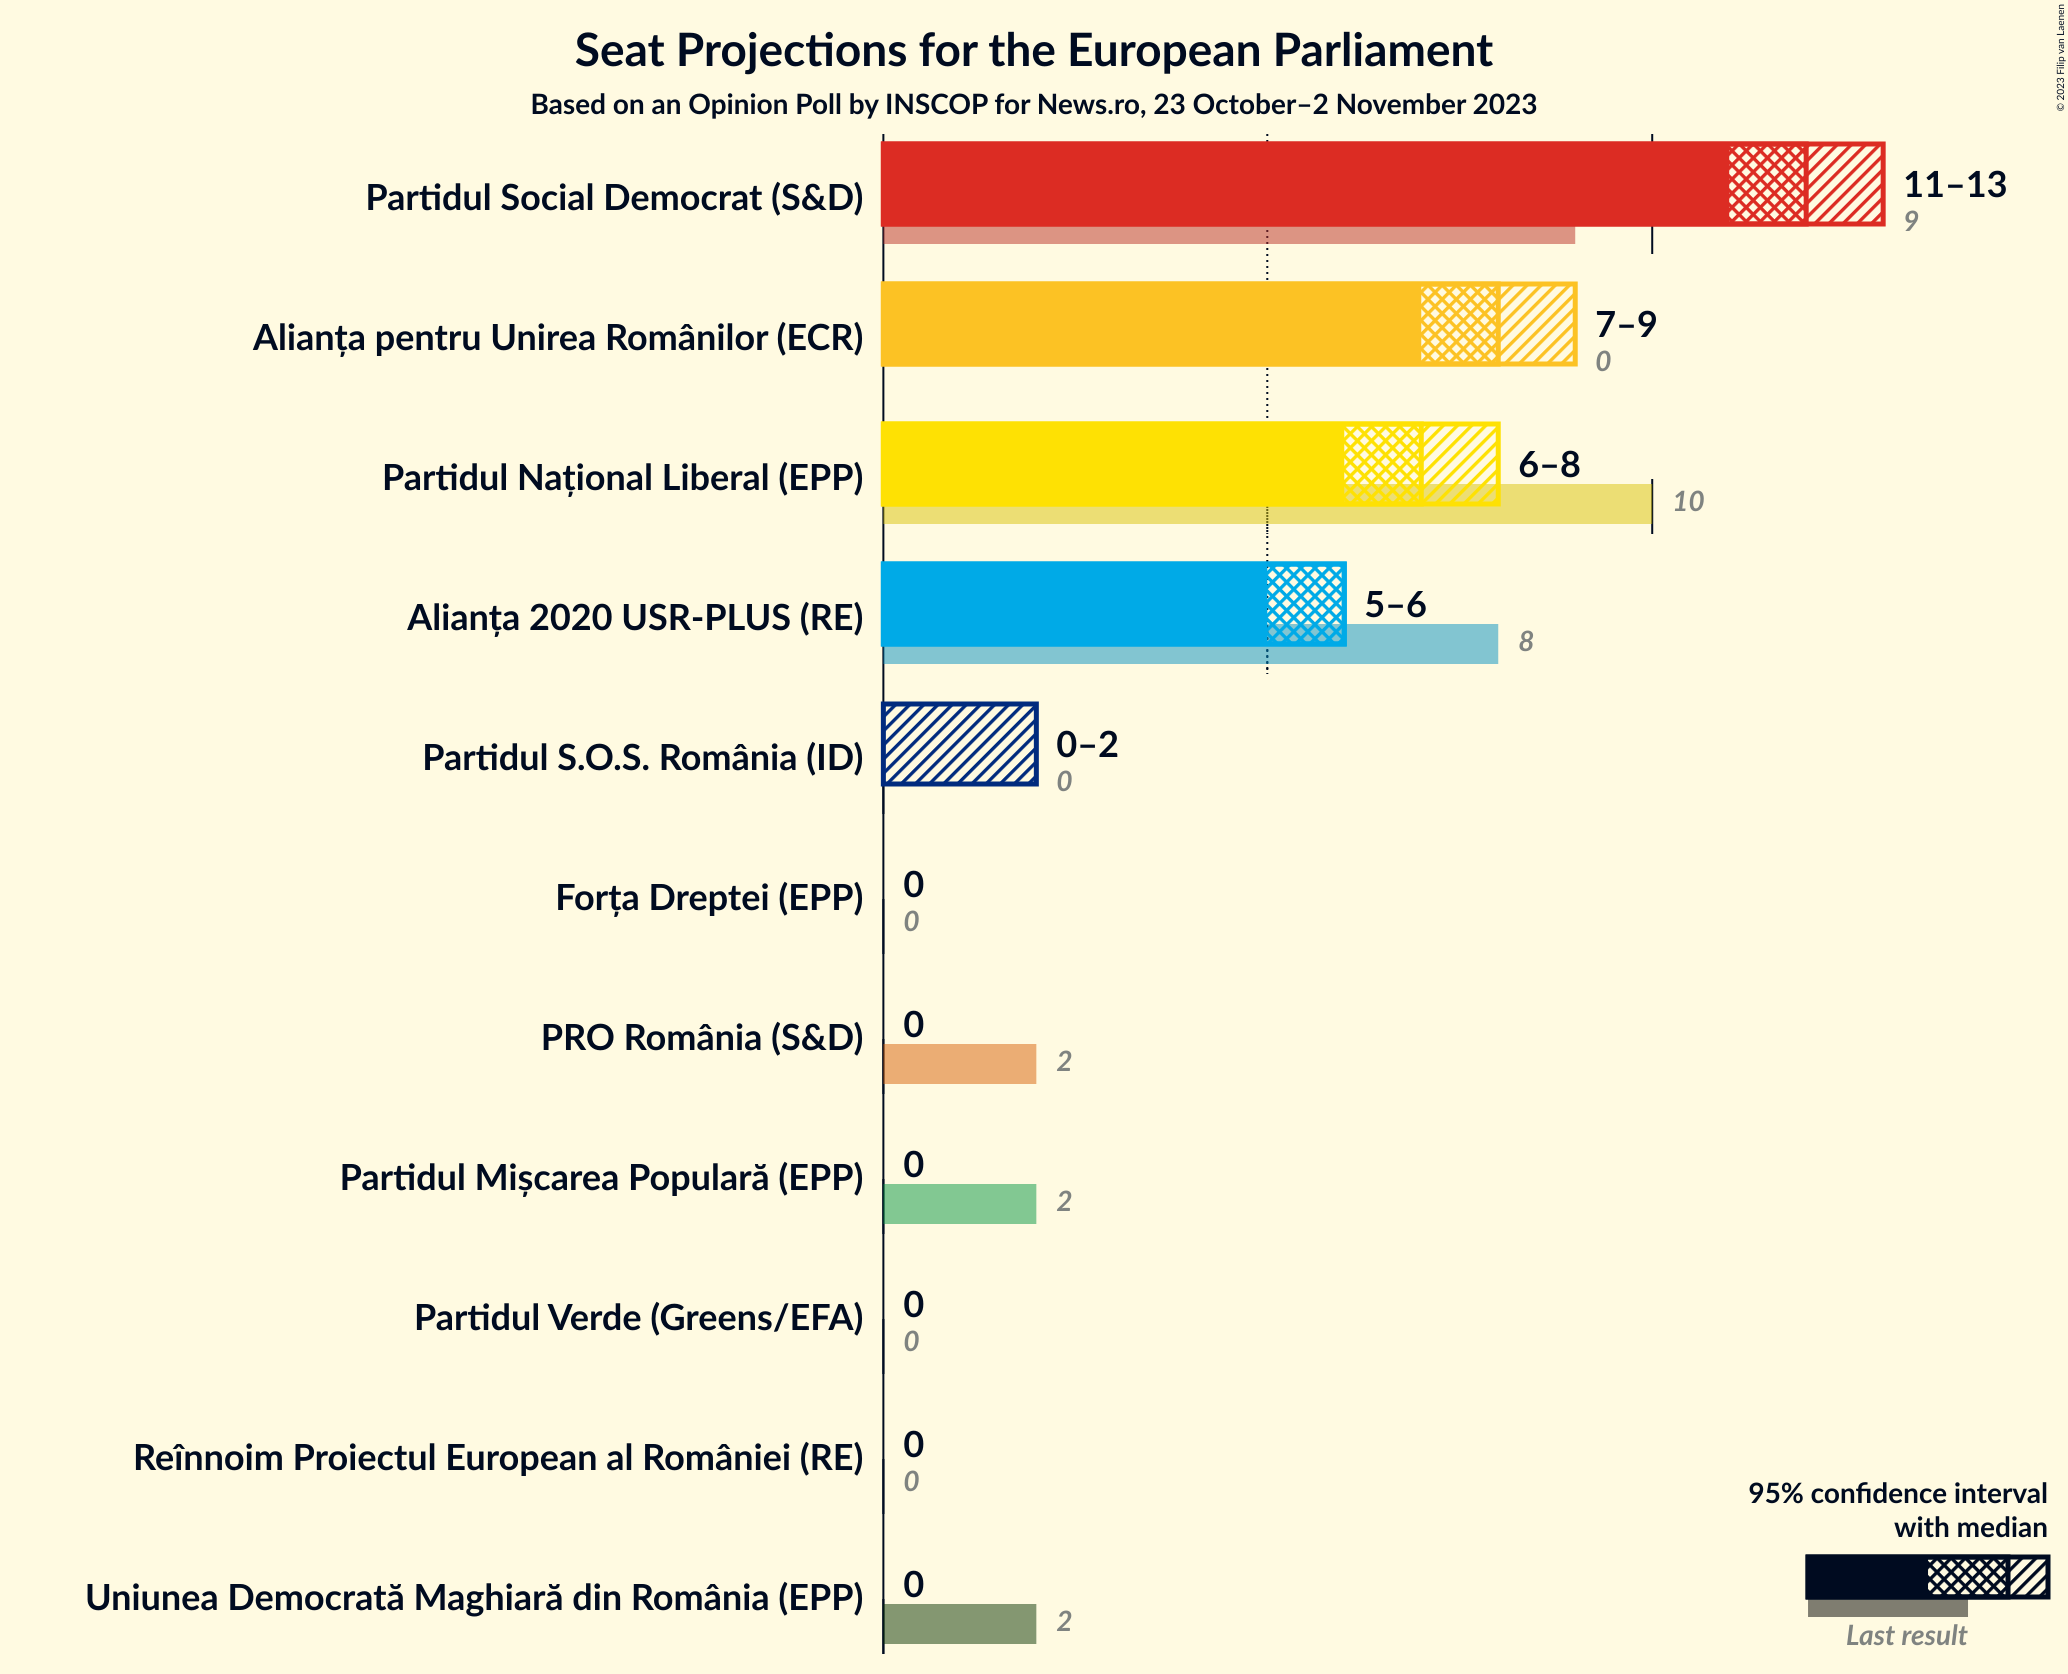 Seat Projections for the European Parliament
Based on an Opinion Poll by INSCOP for News.ro, 23 October–2 November 2023
© 2023 Filip van Laenen
Partidul Social Democrat (S&D)
11–13
9
Alianța pentru Unirea Românilor (ECR)
7–9
0
Partidul Național Liberal (EPP)
6–8
10
Alianța 2020 USR-PLUS (RE)
5–6
8
Partidul S.O.S. România (ID)
0–2
0
Forța Dreptei (EPP)
0
0
PRO România (S&D)
0
2
Partidul Mișcarea Populară (EPP)
0
2
Partidul Verde (Greens/EFA)
0
0
Reînnoim Proiectul European al României (RE)
0
0
Uniunea Democrată Maghiară din România (EPP)
0
2
95% confidence interval
with median
Last result